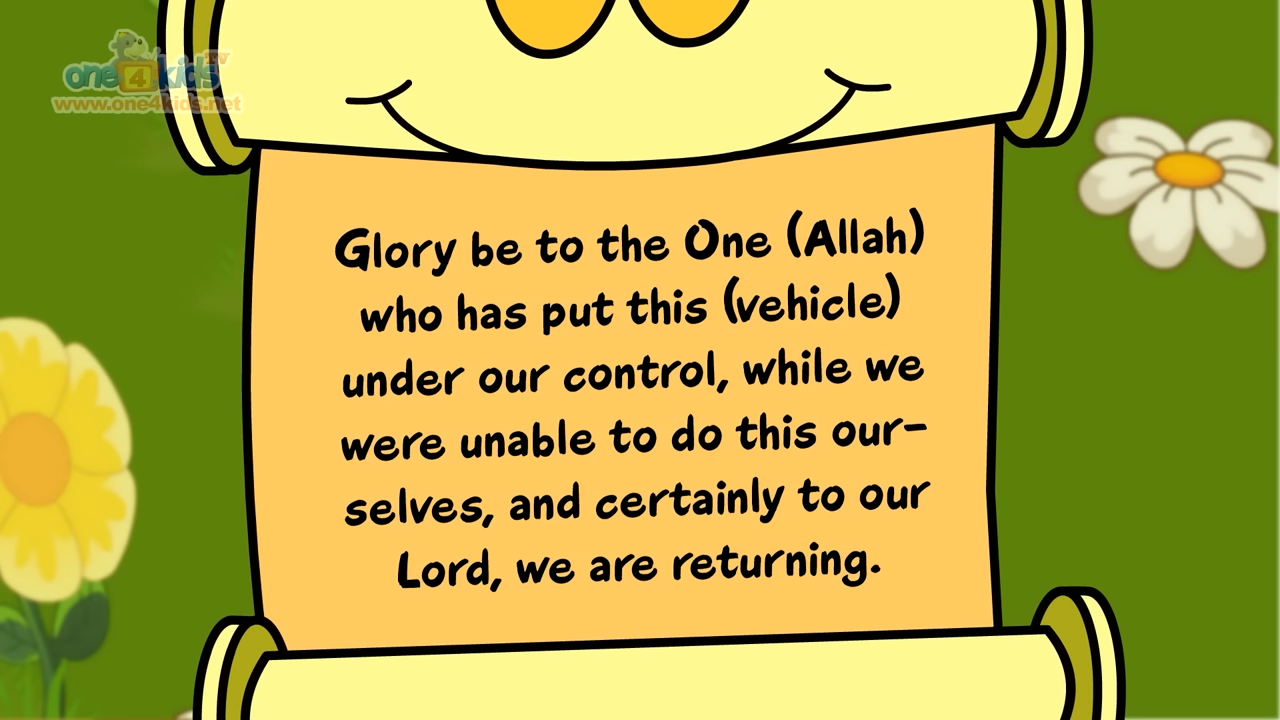 one4kids TV
www.one4kids.net
Glory be to the One (Allah)
who has put this (vehicle)
under our control, while we
were unable to do this our-
selves, and certainly to our
Lord, we are returning.